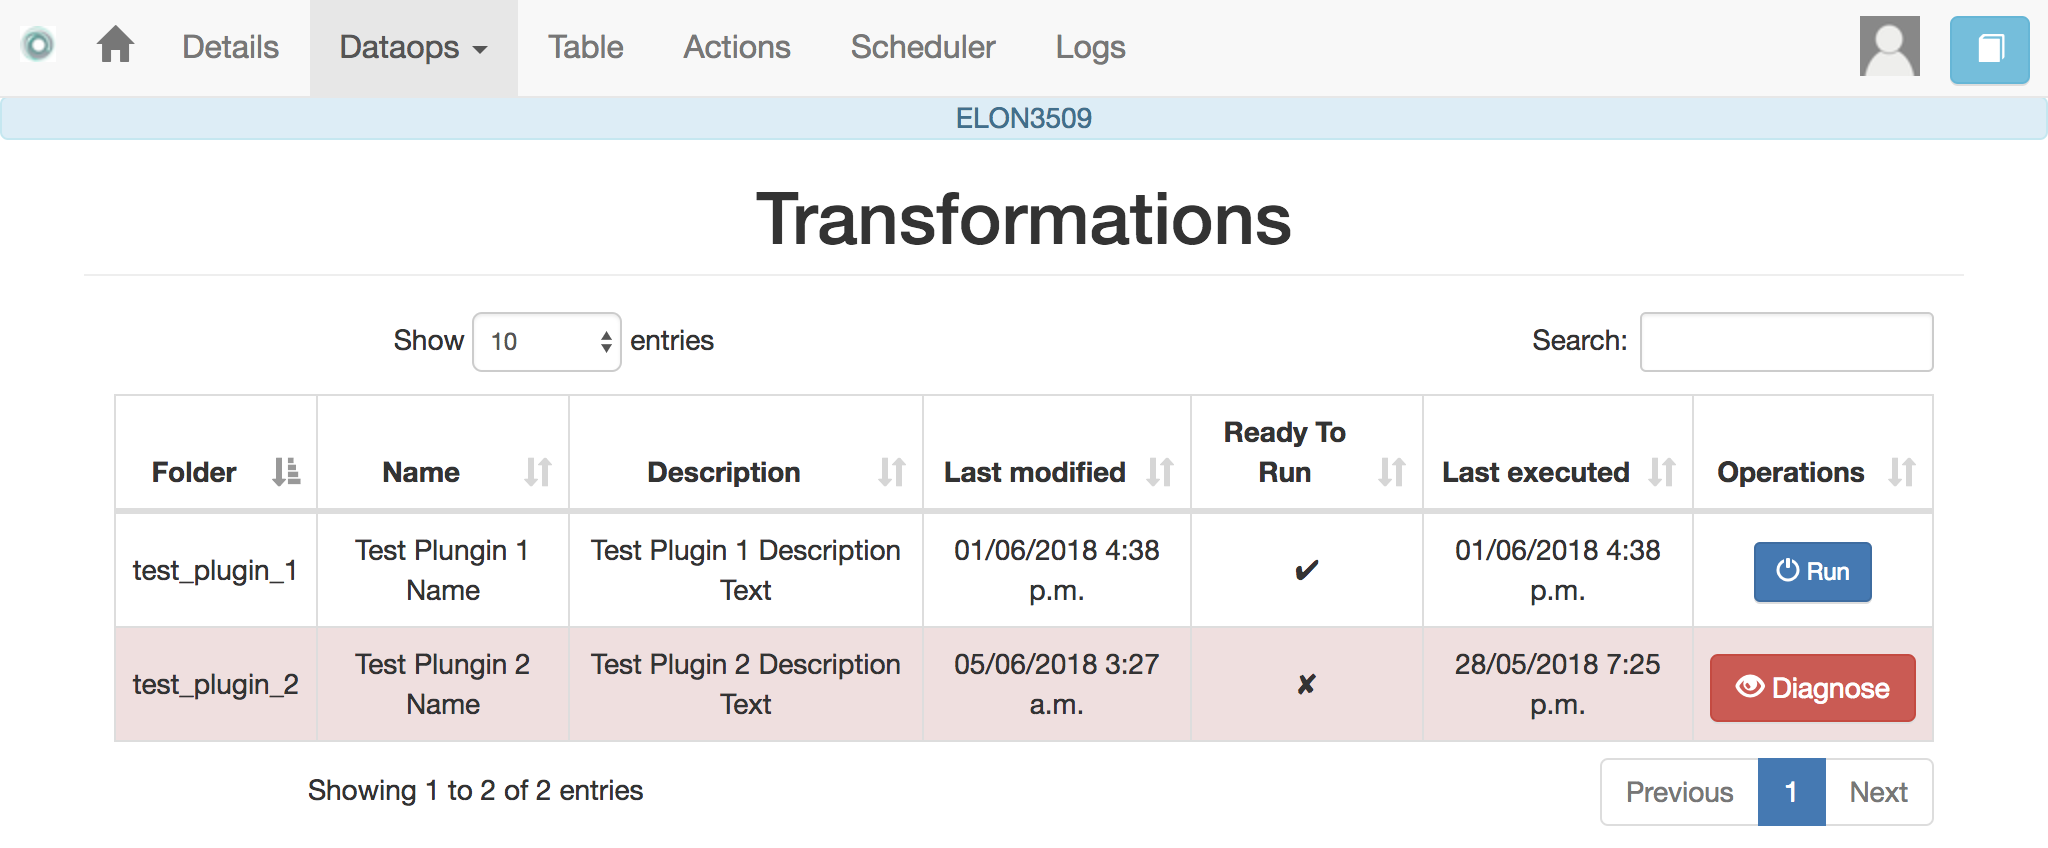 Details Dataops Table Actions Scheduler Logs
ELON3509
Transformations
Show 10 entries Search:
Ready To
Folder Name Description Last modified Run Last executed Operations
Test Plungin 1 Test Plugin 1 Description 01/06/2018 4:38 01/06/2018 4:38
test_plugin_1 ✔ Run
Name Text p.m. p.m.
Test Plungin 2 Test Plugin 2 Description 05/06/2018 3:27 28/05/2018 7:25
test_plugin_2 ✘ Diagnose
Name Text a.m. p.m.
Showing 1 to 2 of 2 entries Previous 1 Next